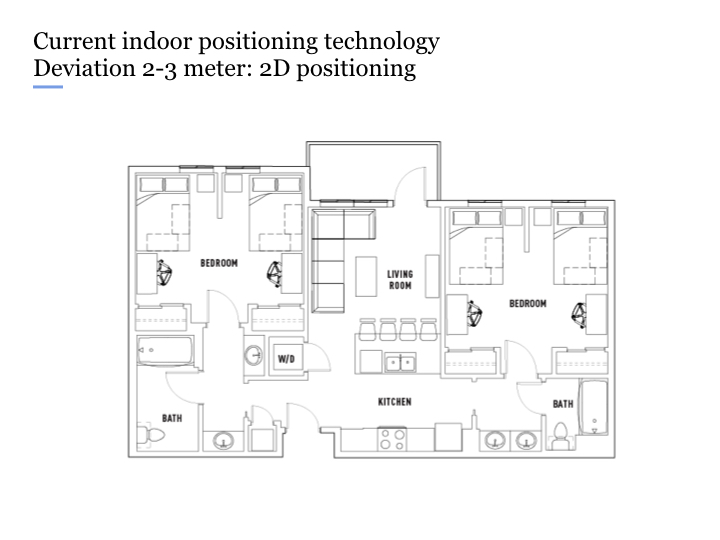 Current indoor positioning technology
Deviation 2-3 meter: 2D positioning
BEDROOM
LIVING
ROOM
BEDROOM
W/D
KITCHEN
BATH
BATH